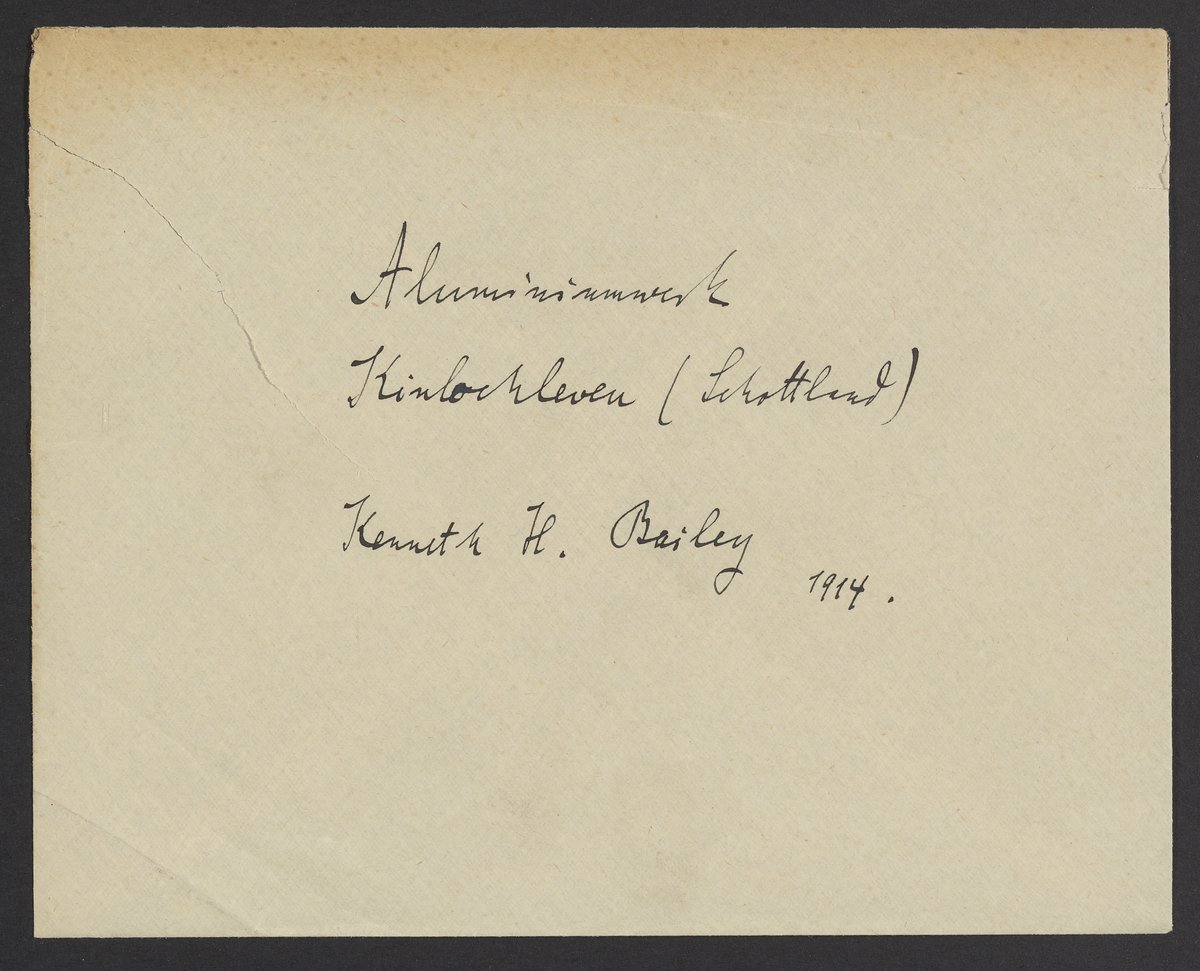 Aluminiumwerk
Kinlochleven (Schottland)
Kenneth H. Bailey
1914.